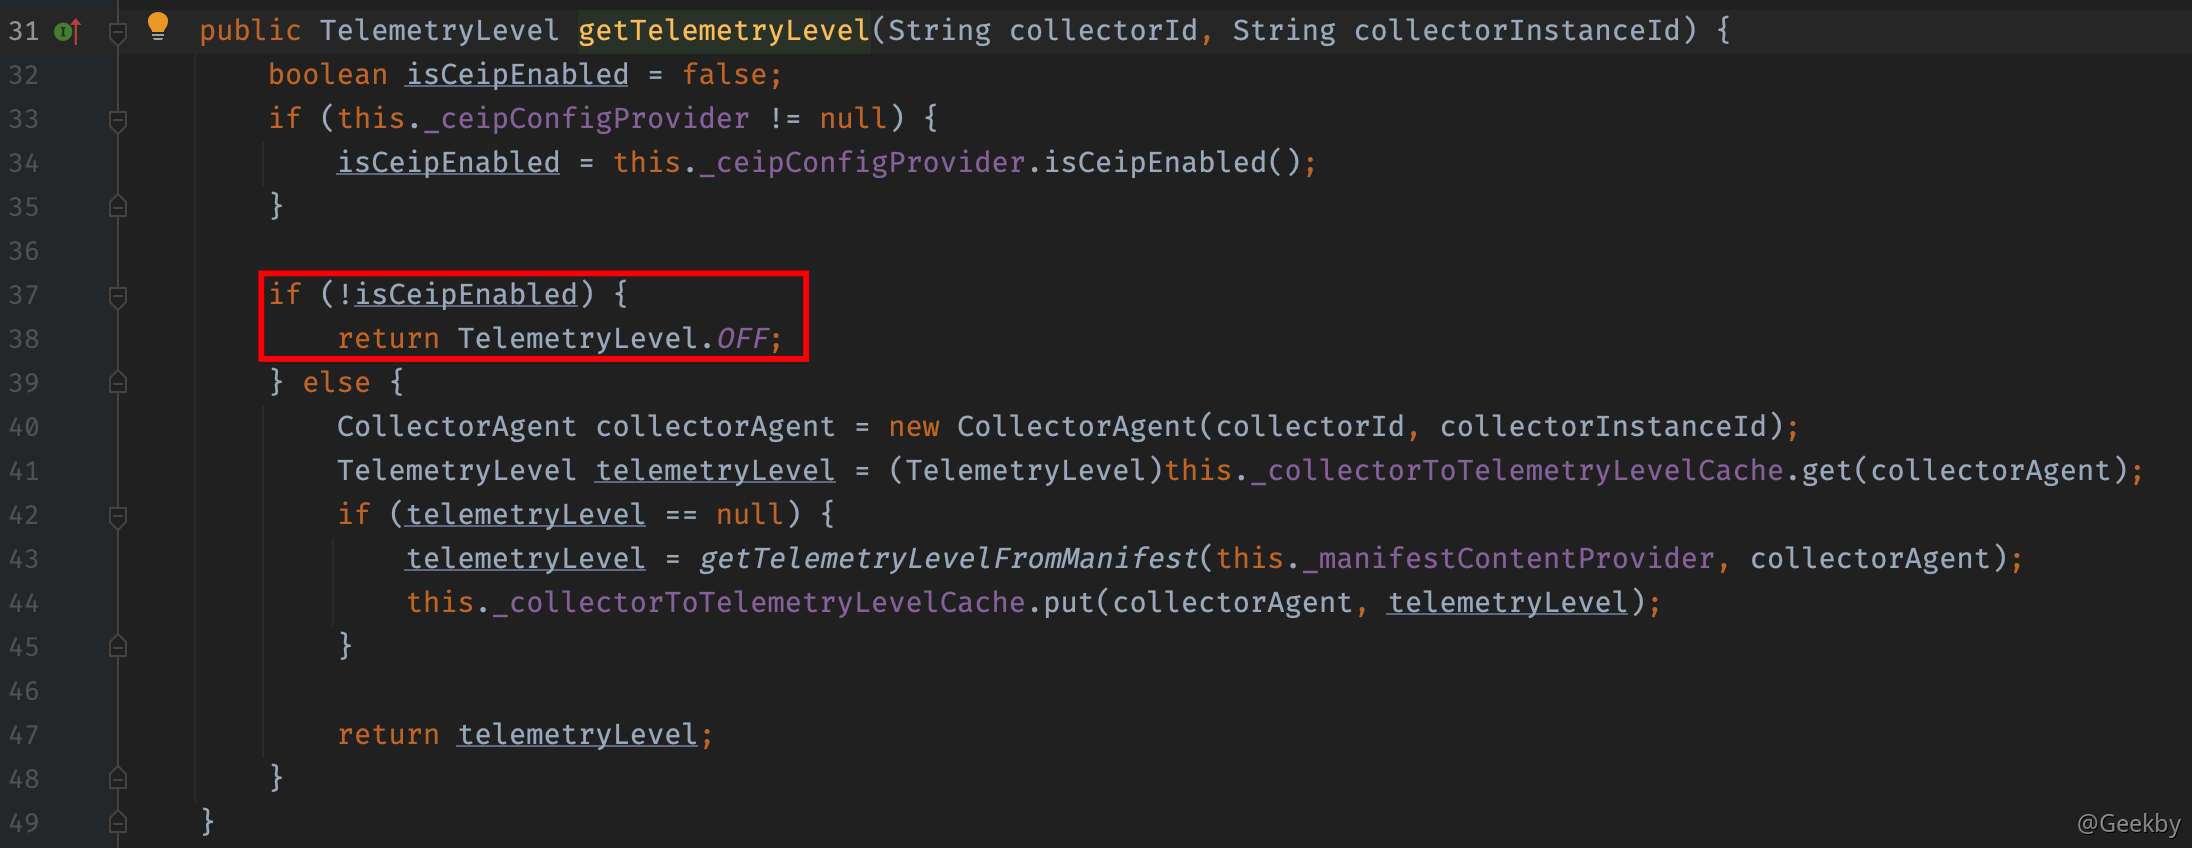 31 public TelemetryLevel getTelemetryLevel(String collectorId, String collectorInstanceId) {
32 boolean isCeipEnabled = false;
33 if (this._ceipConfigProvider != null) {
34 isCeipEnabled = this._ceipConfigProvider.isCeipEnabled();
35 }
36
37 if (!isCeipEnabled) {
38 return TelemetryLevel.OFF;
39 } else {
40 CollectorAgent collectorAgent = new CollectorAgent(collectorId, collectorInstanceId);
41 TelemetryLevel telemetryLevel = (TelemetryLevel)this._collectorToTelemetryLevelCache.get(collectorAgent);
42 if (telemetryLevel == null) {
43 telemetryLevel = getTelemetryLevelFromManifest(this._manifestContentProvider, collectorAgent);
44 this._collectorToTelemetryLevelCache.put(collectorAgent, telemetryLevel);
45 }
46
47 return telemetryLevel;
48 }
49 }
@Geekby